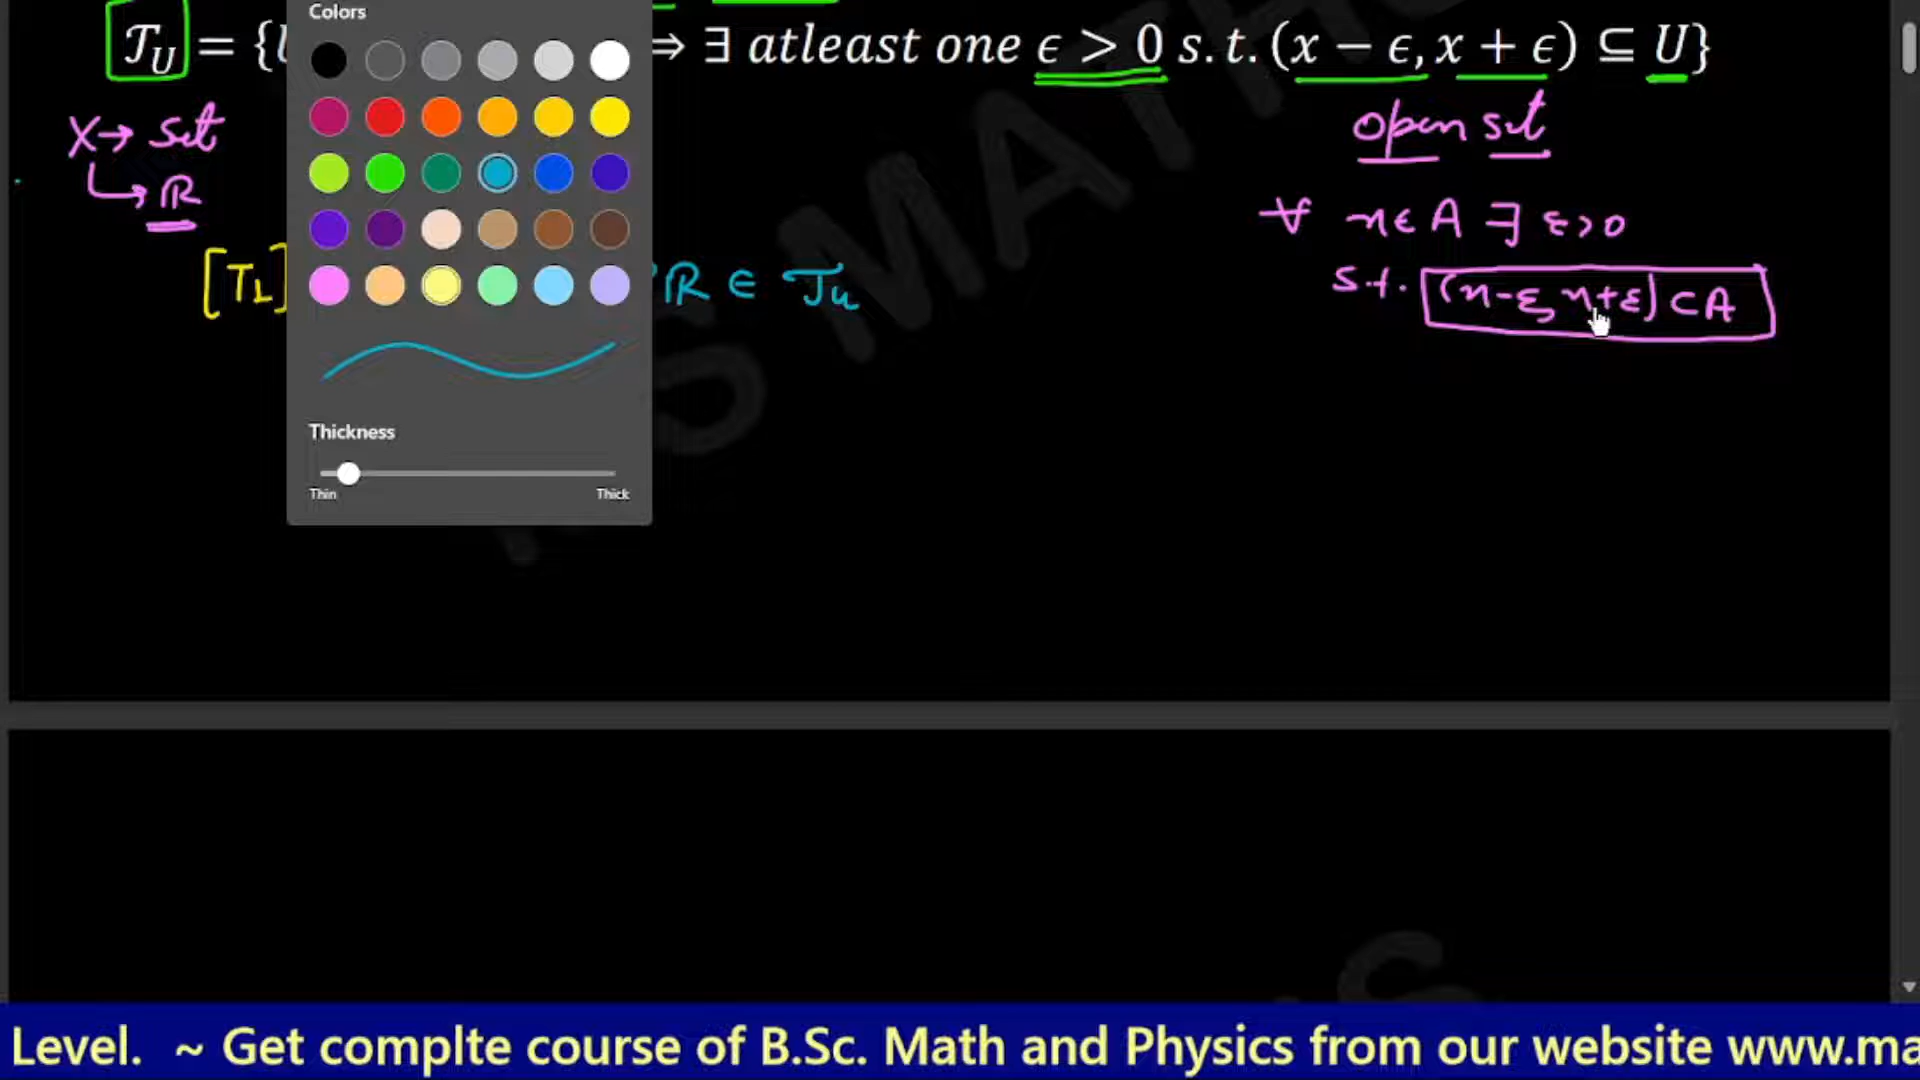 Colors
𝒯_U = {U ⇒ ∃ atleast one ϵ > 0 s.t.(x − ϵ, x + ϵ) ⊆ U}
X → Set
↳ ℝ
open set
∀ x ∈ A ∃ ε > 0
s.t. (x-ε, x+ε) ⊂ A
[T₁] ℝ ∈ 𝒯_u
Thickness
Thin Thick
Level. ~ Get complte course of B.Sc. Math and Physics from our website www.ma